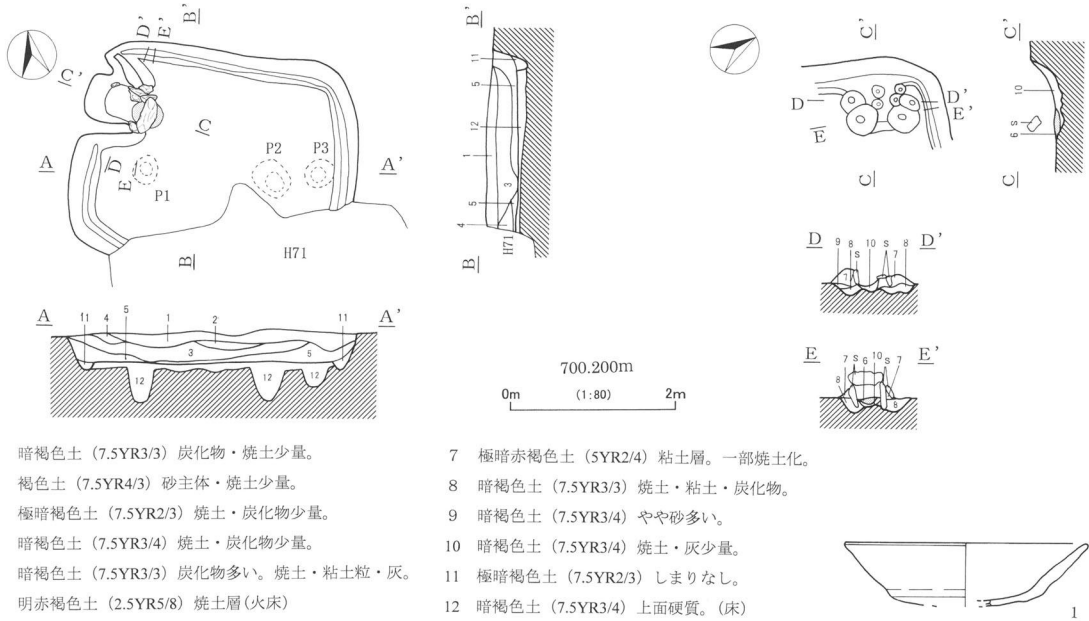 D' E' B'
C'
C
A D E P1 P2 P3 A'
B H71
B'
11
5
12
1
3
5
4
H71
B
C'
D D' E'
E
C
C'
10
S
6
C
D 9 8 S 10 S 7 8 D'
7
E 7 S 6 10 S 7 E'
8 8
A 11 4 5 1 2 11 A'
3 5
12 12 12
700.200m
0m (1:80) 2m
暗褐色土（7.5YR3/3）炭化物・焼土少量。
褐色土（7.5YR4/3）砂主体・焼土少量。
極暗褐色土（7.5YR2/3）焼土・炭化物少量。
暗褐色土（7.5YR3/4）焼土・炭化物少量。
暗褐色土（7.5YR3/3）炭化物多い。焼土・粘土粒・灰。
明赤褐色土（2.5YR5/8）焼土層（火床）
7 極暗赤褐色土（5YR2/4）粘土層。一部焼土化。
8 暗褐色土（7.5YR3/3）焼土・粘土・炭化物。
9 暗褐色土（7.5YR3/4）やや砂多い。
10 暗褐色土（7.5YR3/4）焼土・灰少量。
11 極暗褐色土（7.5YR2/3）しまりなし。
12 暗褐色土（7.5YR3/4）上面硬質。（床）
1